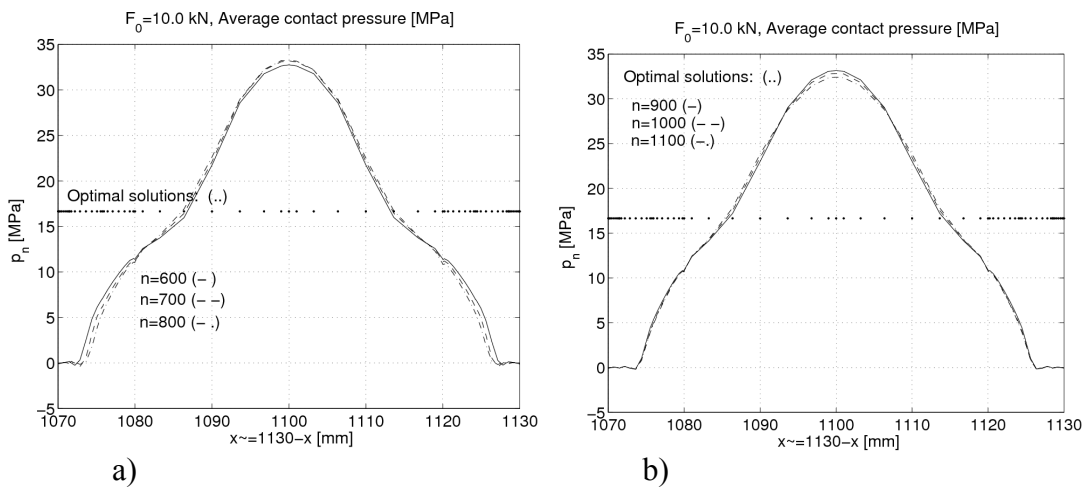 F0=10.0 kN, Average contact pressure [MPa]
35
30
25
20
15
10
5
0
−5
pn [MPa]
Optimal solutions: (..)
n=600 (− )
n=700 (− −)
n=800 (− .)
1070 1080 1090 1100 1110 1120 1130
x~=1130−x [mm]
a)
F0=10.0 kN, Average contact pressure [MPa]
35
30
25
20
15
10
5
0
−5
pn [MPa]
Optimal solutions: (..)
n=900 (−)
n=1000 (− −)
n=1100 (−.)
1070 1080 1090 1100 1110 1120 1130
x~=1130−x [mm]
b)